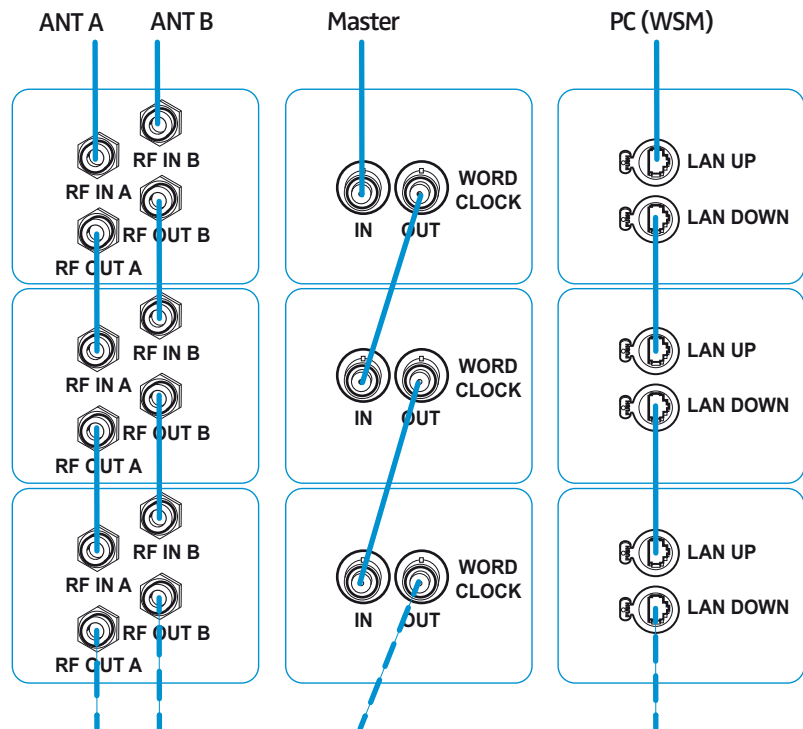 ANT A
ANT B
Master
PC (WSM)
RF IN B
RF IN A
RF OUT B
RF OUT A
WORD
CLOCK
IN
OUT
LAN UP
LAN DOWN
RF IN B
RF IN A
RF OUT B
RF OUT A
WORD
CLOCK
IN
OUT
LAN UP
LAN DOWN
RF IN B
RF IN A
RF OUT B
RF OUT A
WORD
CLOCK
IN
OUT
LAN UP
LAN DOWN